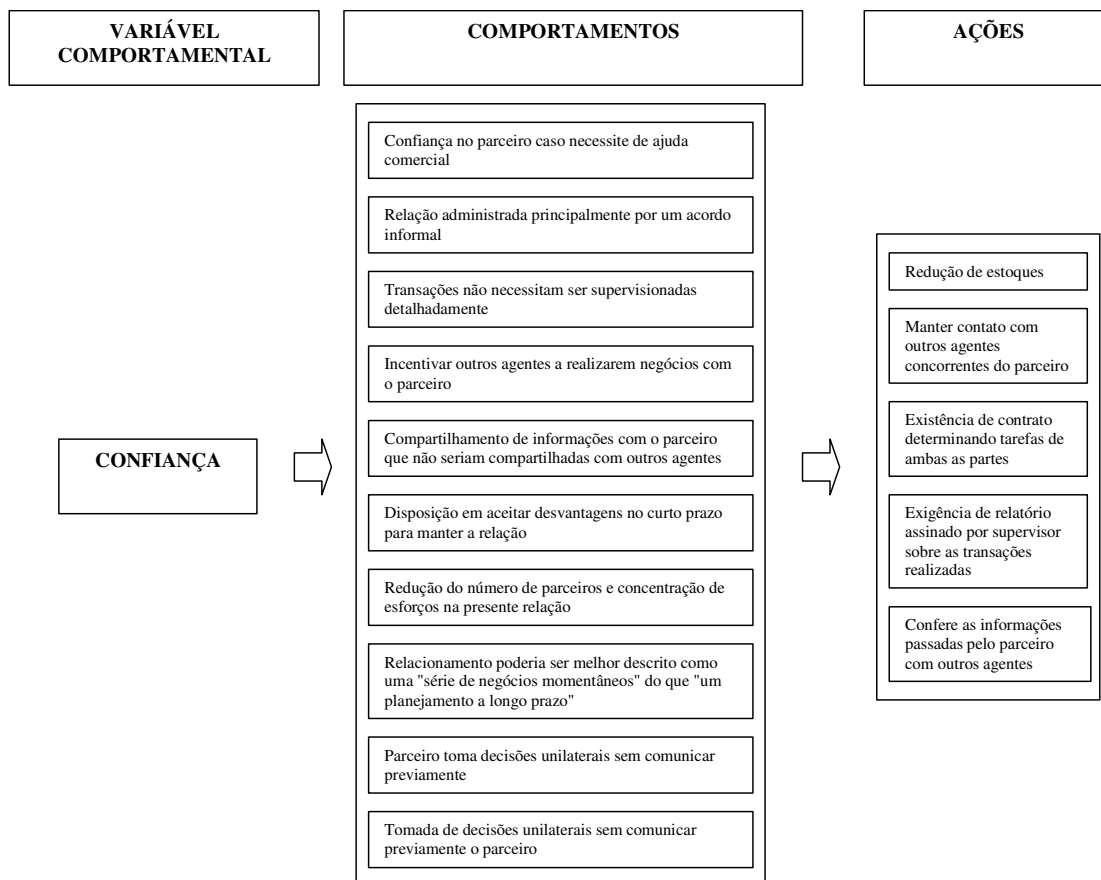 VARIÁVEL
COMPORTAMENTAL
COMPORTAMENTOS
AÇÕES
CONFIANÇA
Confiança no parceiro caso necessite de ajuda
comercial
Relação administrada principalmente por um acordo
informal
Transações não necessitam ser supervisionadas
detalhadamente
Incentivar outros agentes a realizarem negócios com
o parceiro
Compartilhamento de informações com o parceiro
que não seriam compartilhadas com outros agentes
Disposição em aceitar desvantagens no curto prazo
para manter a relação
Redução do número de parceiros e concentração de
esforços na presente relação
Relacionamento poderia ser melhor descrito como
uma "série de negócios momentâneos" do que "um
planejamento a longo prazo"
Parceiro toma decisões unilaterais sem comunicar
previamente
Tomada de decisões unilaterais sem comunicar
previamente o parceiro
Redução de estoques
Manter contato com
outros agentes
concorrentes do parceiro
Existência de contrato
determinando tarefas de
ambas as partes
Exigência de relatório
assinado por supervisor
sobre as transações
realizadas
Confere as informações
passadas pelo parceiro
com outros agentes